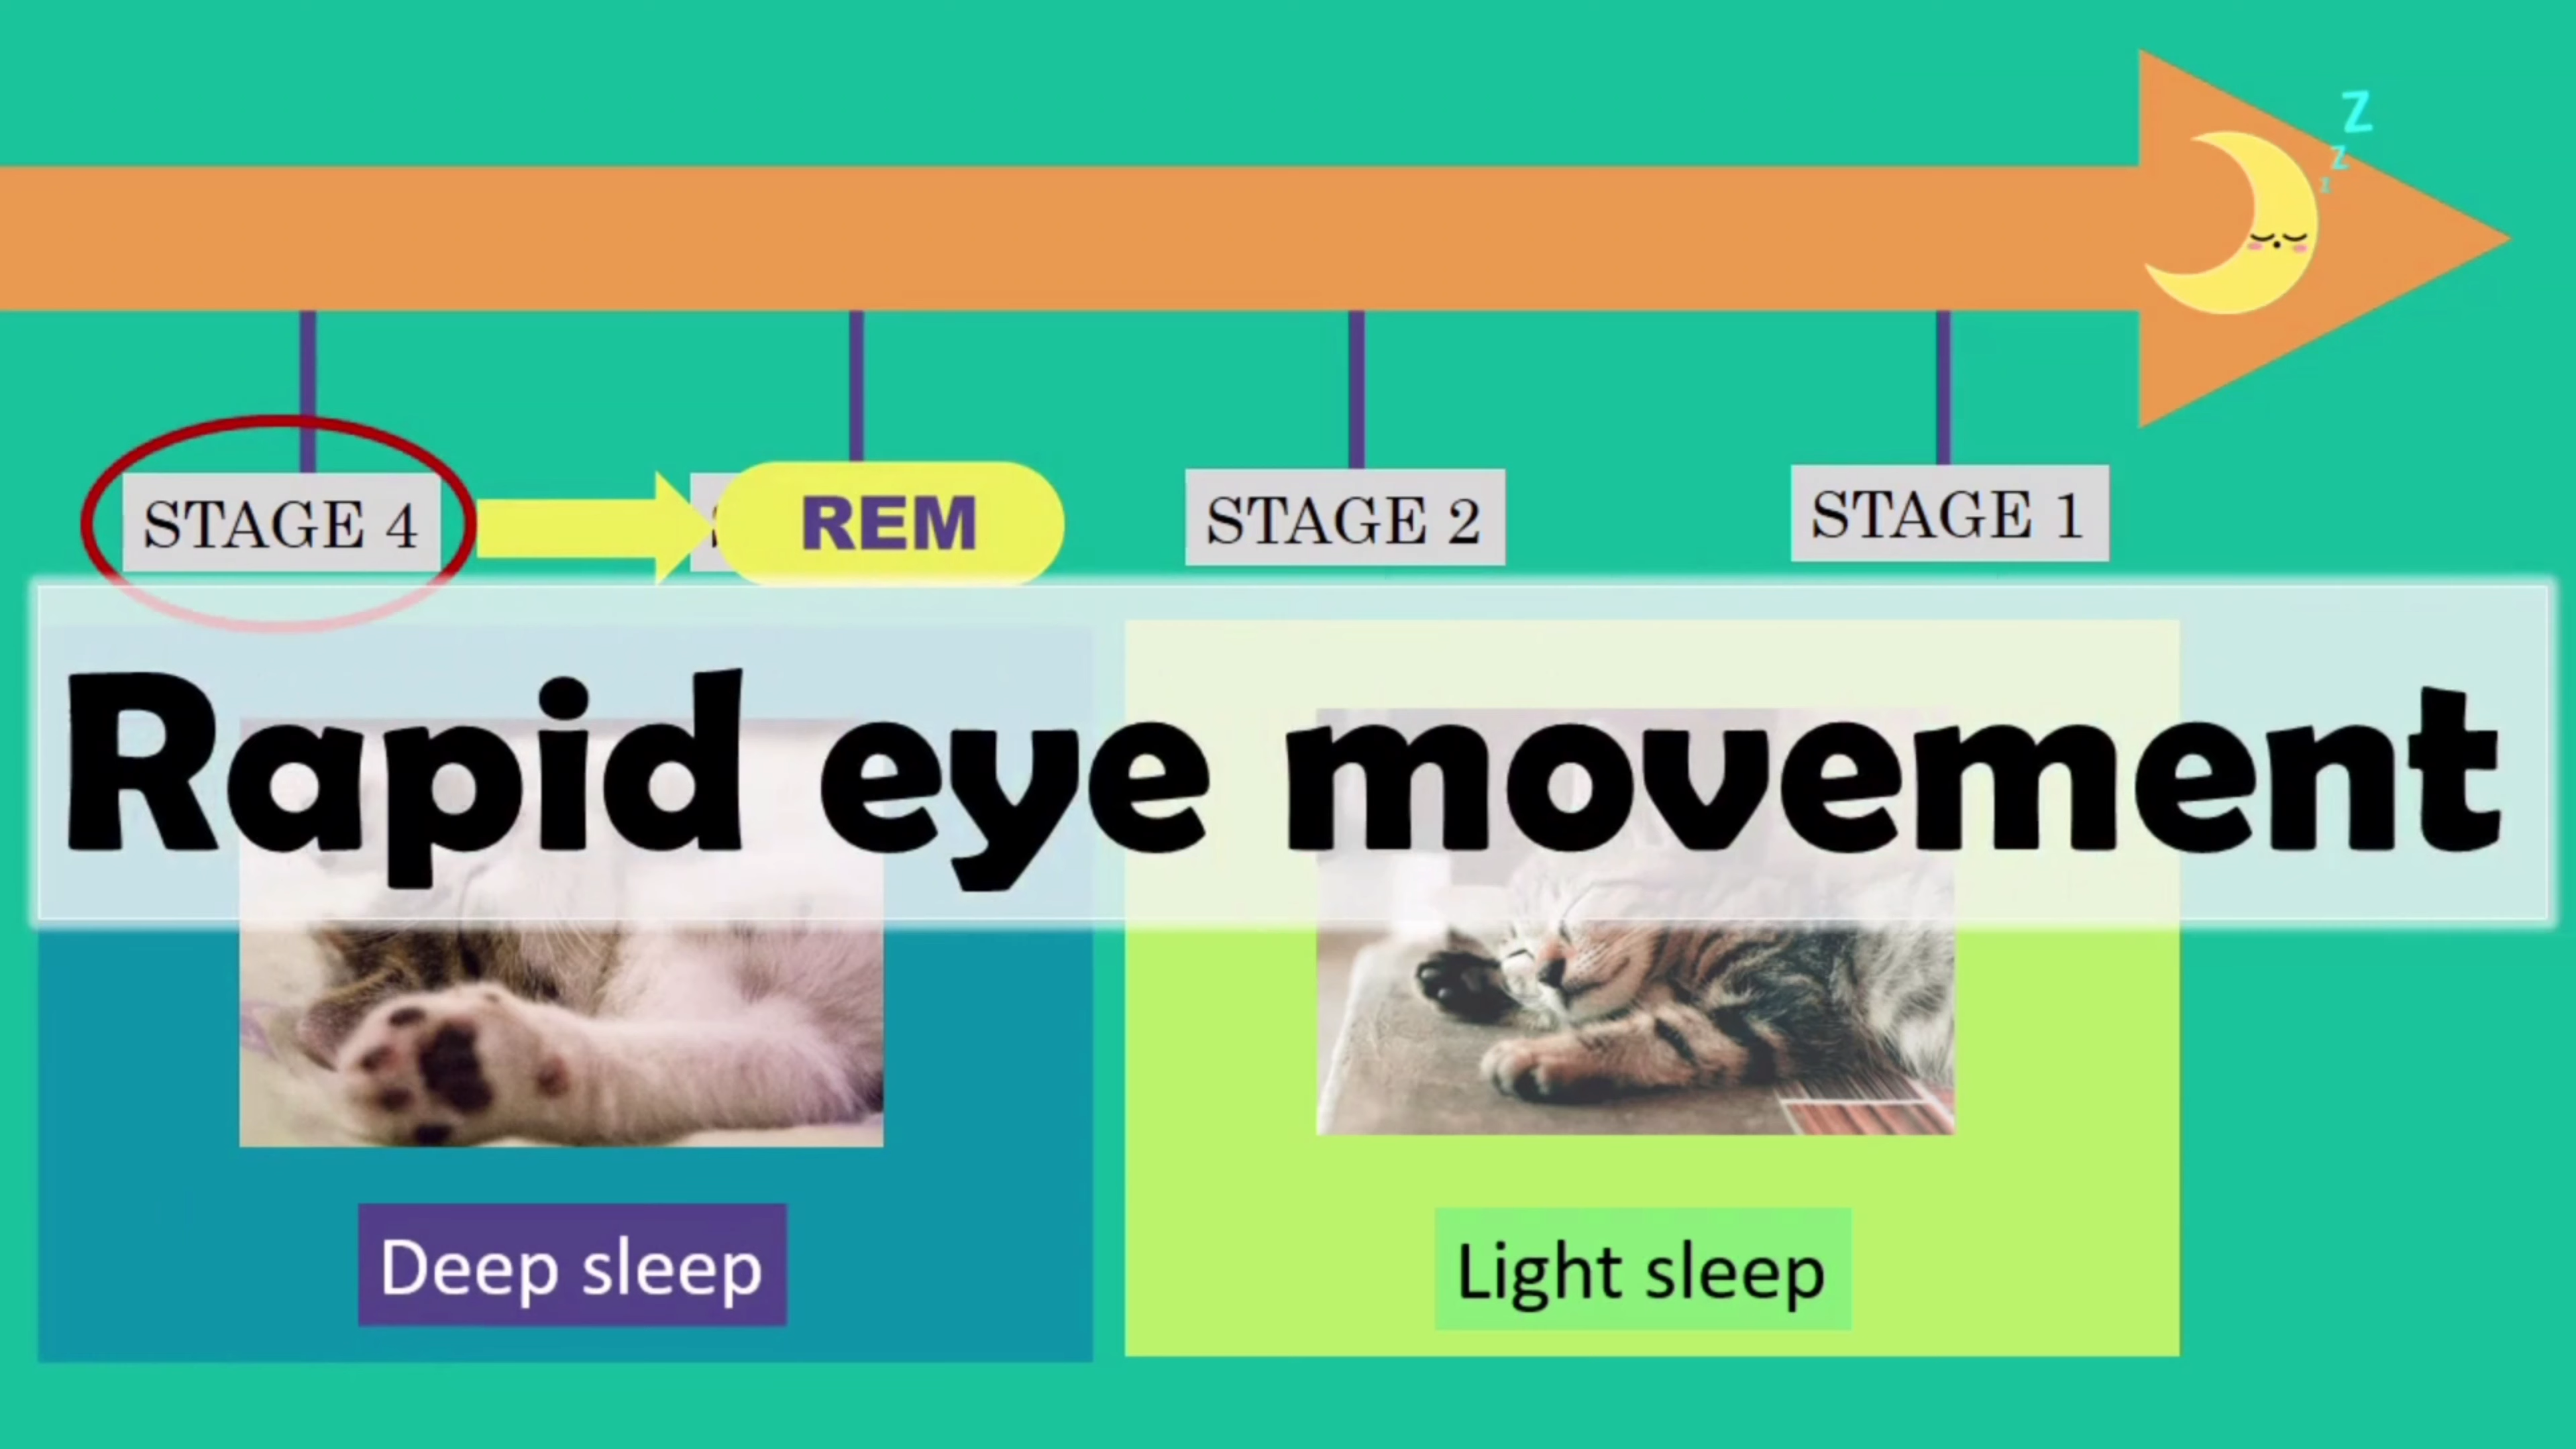 Z
Z
z
STAGE 4
REM
STAGE 2
STAGE 1
Rapid eye movement
Deep sleep
Light sleep